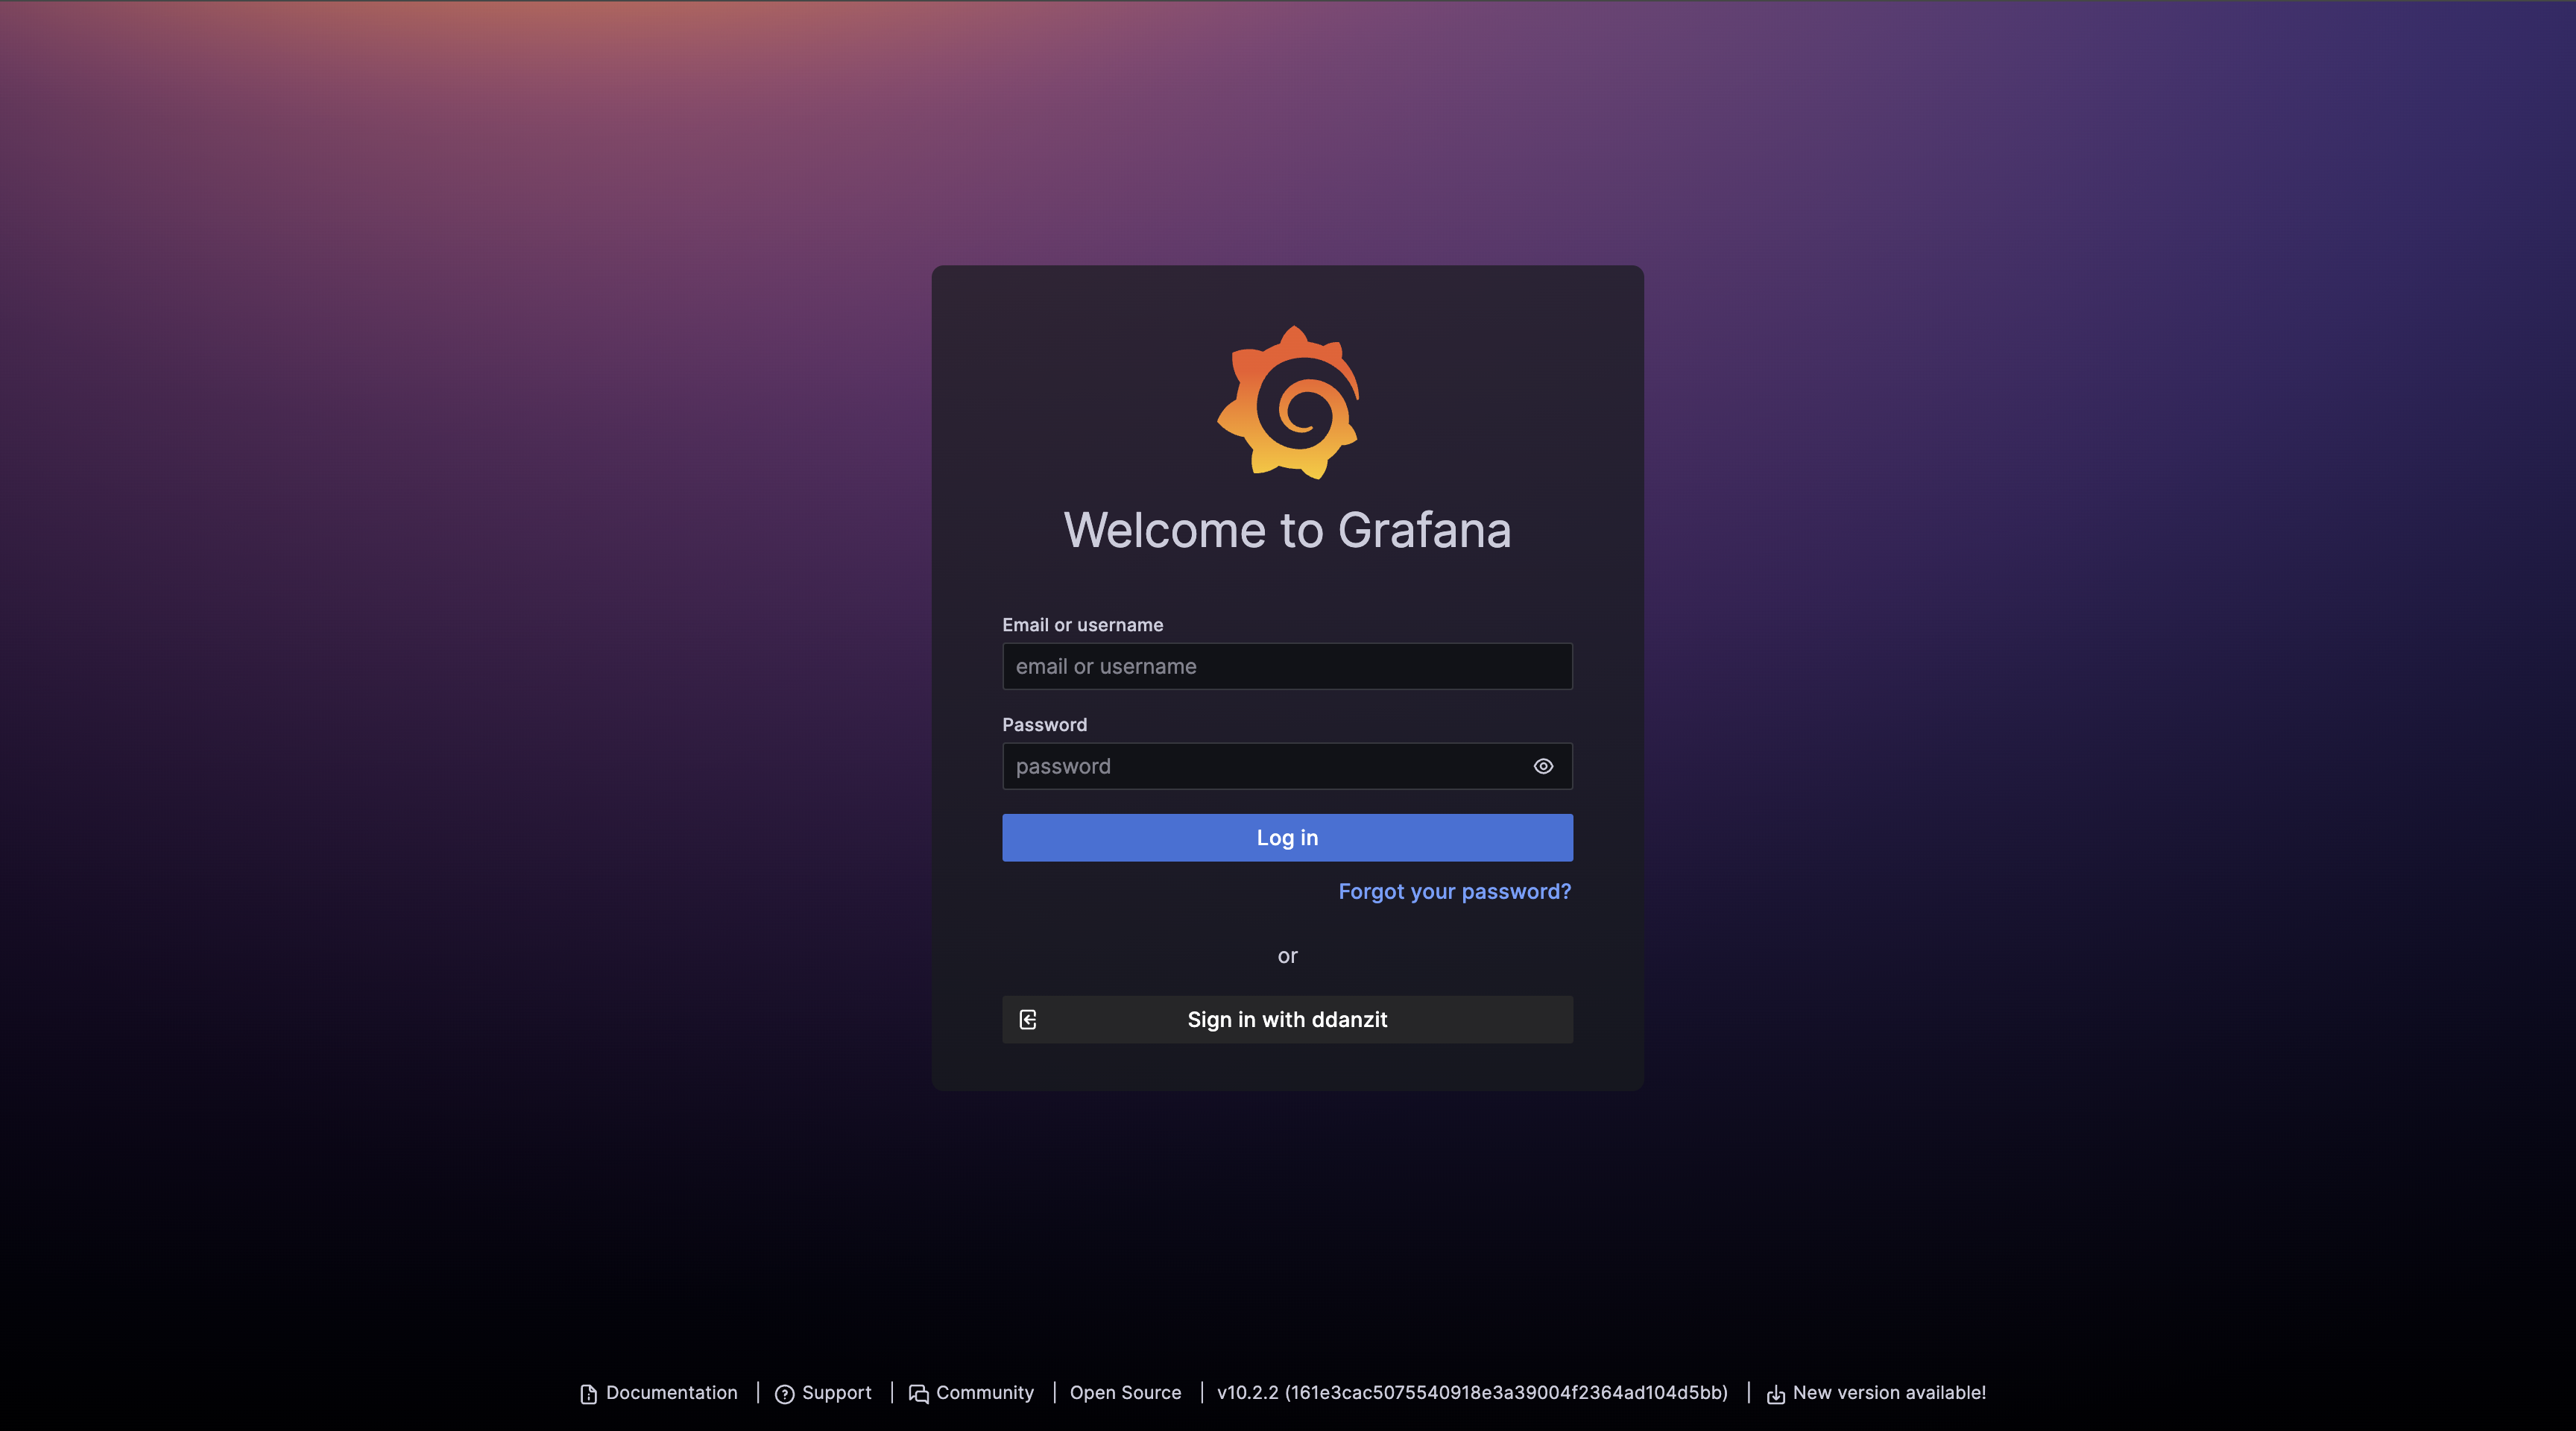 Welcome to Grafana
Email or username
email or username
Password
password
Log in
Forgot your password?
or
Sign in with ddanzit
Documentation | Support | Community | Open Source | v10.2.2 (161e3cac5075540918e3a39004f2364ad104d5bb) | New version available!